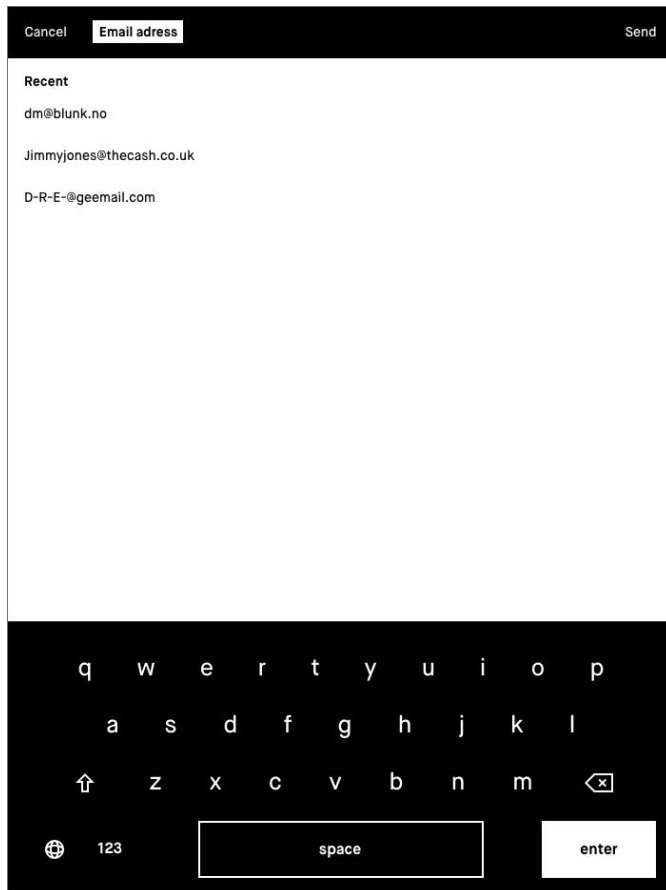 Cancel Email adress Send
Recent
dm@blunk.no
Jimmyjones@thecash.co.uk
D-R-E-@geemail.com
q w e r t y u i o p
a s d f g h j k l
z x c v b n m
123 space enter